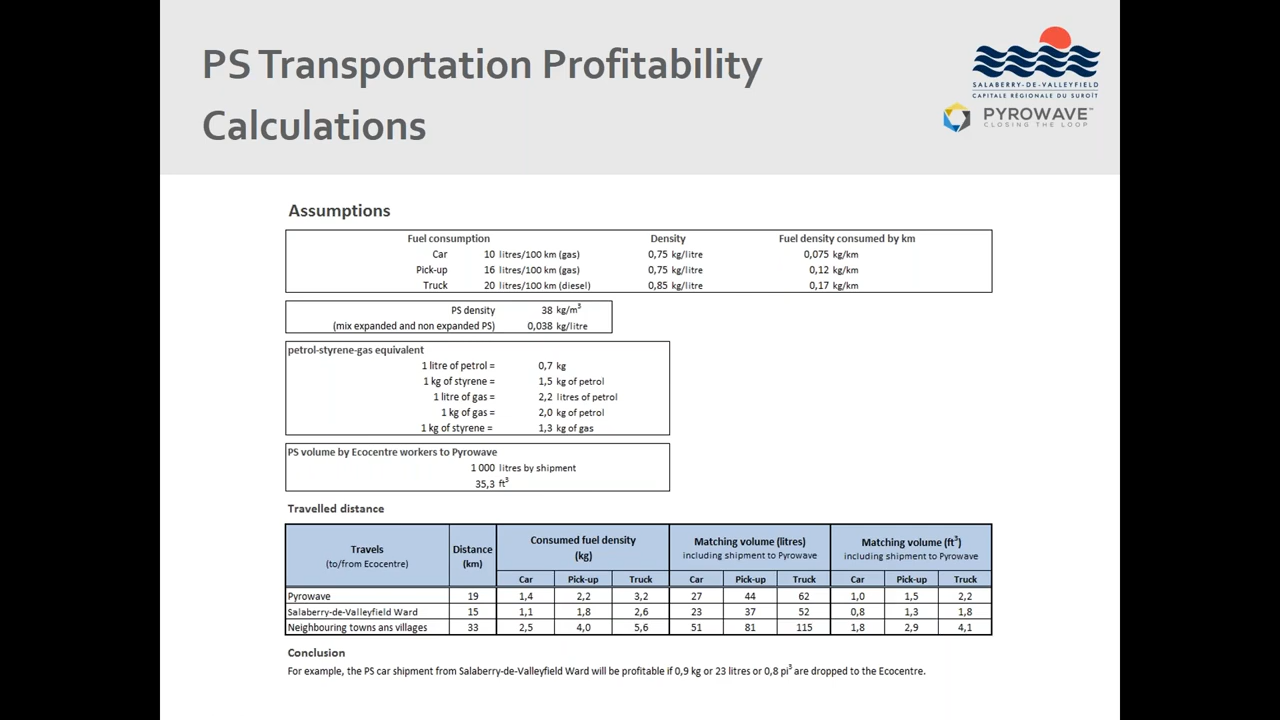 PS Transportation Profitability
Calculations
SALABERRY-DE-VALLEYFIELD
CAPITALE RÉGIONALE DU SUROÎT
PYROWAVE™
CLOSING THE LOOP
Assumptions
Fuel consumption Density Fuel density consumed by km
Car 10 litres/100 km (gas) 0,75 kg/litre 0,075 kg/km
Pick-up 16 litres/100 km (gas) 0,75 kg/litre 0,12 kg/km
Truck 20 litres/100 km (diesel) 0,85 kg/litre 0,17 kg/km
PS density 38 kg/m³
(mix expanded and non expanded PS) 0,038 kg/litre
petrol-styrene-gas equivalent
1 litre of petrol = 0,7 kg
1 kg of styrene = 1,5 kg of petrol
1 litre of gas = 2,2 litres of petrol
1 kg of gas = 2,0 kg of petrol
1 kg of styrene = 1,3 kg of gas
PS volume by Ecocentre workers to Pyrowave
1 000 litres by shipment
35,3 ft³
Travelled distance
Travels Distance Consumed fuel density Matching volume (litres) Matching volume (ft³)
(to/from Ecocentre) (km) (kg) including shipment to Pyrowave including shipment to Pyrowave
Car Pick-up Truck Car Pick-up Truck Car Pick-up Truck
Pyrowave 19 1,4 2,2 3,2 27 44 62 1,0 1,5 2,2
Salaberry-de-Valleyfield Ward 15 1,1 1,8 2,6 23 37 52 0,8 1,3 1,8
Neighbouring towns ans villages 33 2,5 4,0 5,6 51 81 115 1,8 2,9 4,1
Conclusion
For example, the PS car shipment from Salaberry-de-Valleyfield Ward will be profitable if 0,9 kg or 23 litres or 0,8 pi³ are dropped to the Ecocentre.